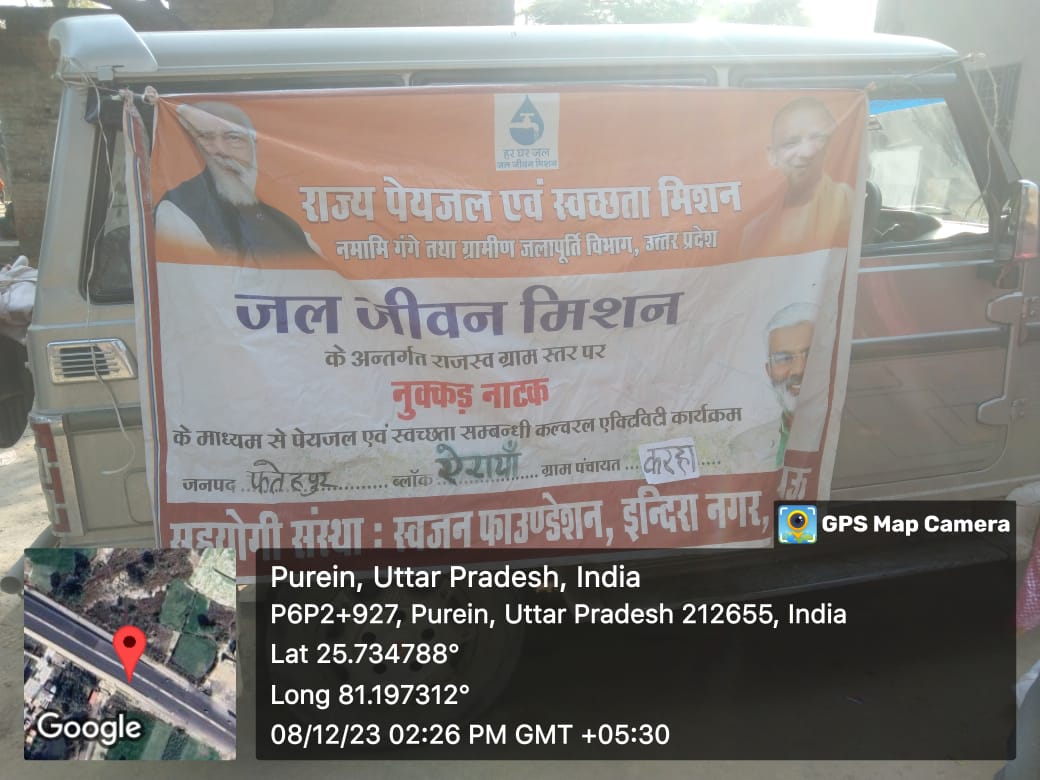 हर घर जल
जल जीवन मिशन
राज्य पेयजल एवं स्वच्छता मिशन
नमामि गंगे तथा ग्रामीण जलापूर्ति विभाग, उत्तर प्रदेश
जल जीवन मिशन
के अन्तर्गत राजस्व ग्राम स्तर पर
नुक्कड़ नाटक
के माध्यम से पेयजल एवं स्वच्छता सम्बन्धी कल्चरल एक्टिविटी कार्यक्रम
जनपद ... फतेहपुर ............ ब्लॉक ऐरायाँ ............ ग्राम पंचायत ... करहा .....
सहयोगी संस्था : स्वजन फाउण्डेशन, इन्दिरा नगर,
GPS Map Camera
Purein, Uttar Pradesh, India
P6P2+927, Purein, Uttar Pradesh 212655, India
Lat 25.734788°
Long 81.197312°
08/12/23 02:26 PM GMT +05:30
Google